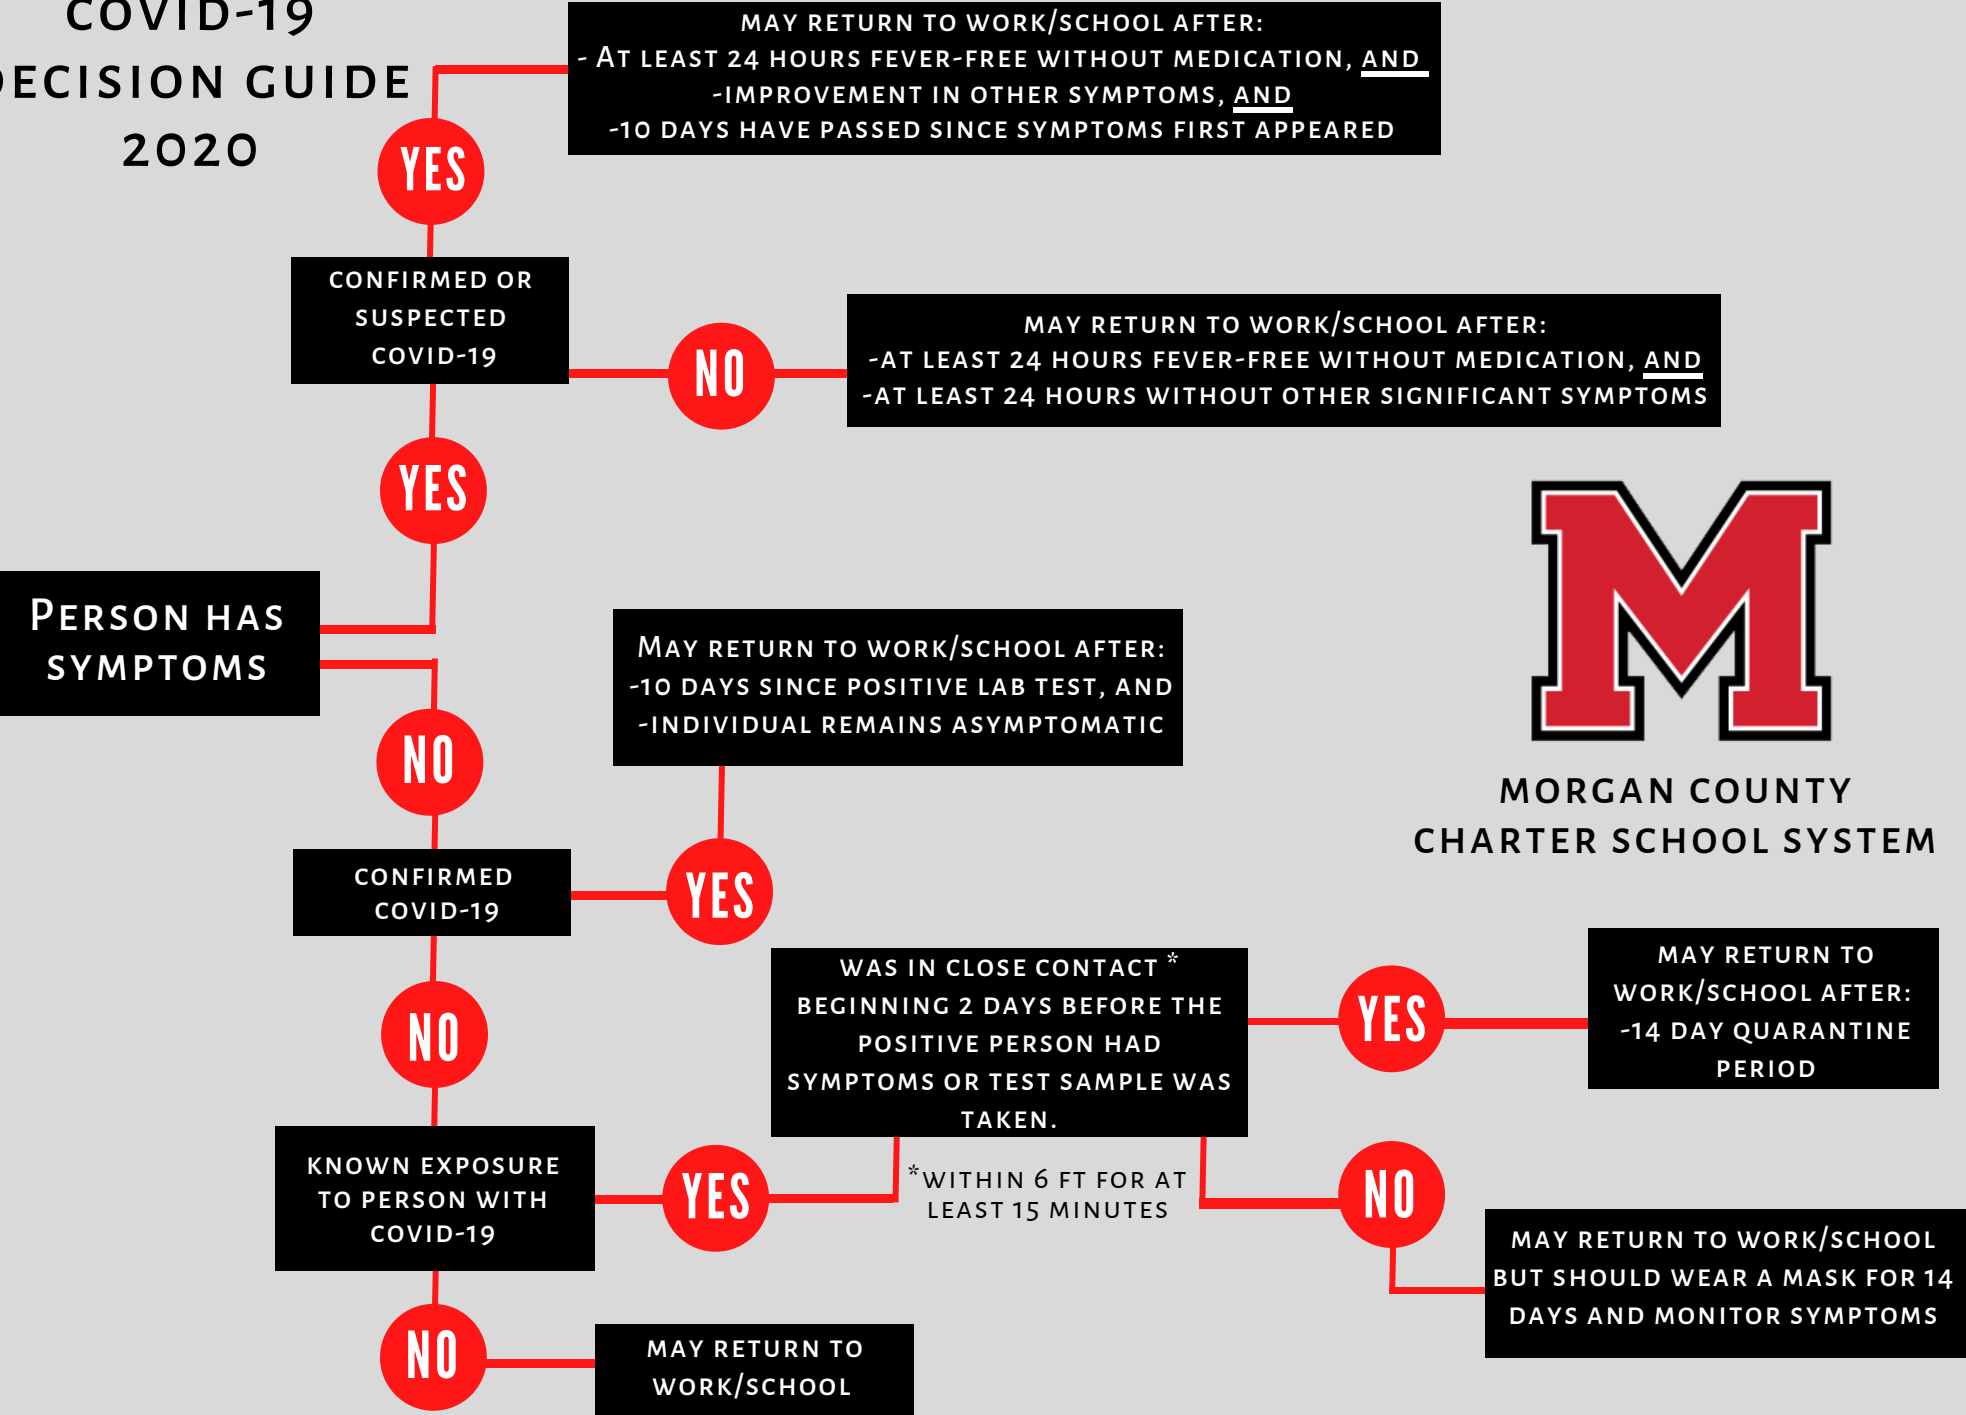 COVID-19
DECISION GUIDE
2020
MAY RETURN TO WORK/SCHOOL AFTER:
- AT LEAST 24 HOURS FEVER-FREE WITHOUT MEDICATION, AND
-IMPROVEMENT IN OTHER SYMPTOMS, AND
-10 DAYS HAVE PASSED SINCE SYMPTOMS FIRST APPEARED
YES
CONFIRMED OR
SUSPECTED
COVID-19
NO
MAY RETURN TO WORK/SCHOOL AFTER:
-AT LEAST 24 HOURS FEVER-FREE WITHOUT MEDICATION, AND
-AT LEAST 24 HOURS WITHOUT OTHER SIGNIFICANT SYMPTOMS
YES
PERSON HAS
SYMPTOMS
NO
MAY RETURN TO WORK/SCHOOL AFTER:
-10 DAYS SINCE POSITIVE LAB TEST, AND
-INDIVIDUAL REMAINS ASYMPTOMATIC
M
MORGAN COUNTY
CHARTER SCHOOL SYSTEM
CONFIRMED
COVID-19
YES
NO
WAS IN CLOSE CONTACT *
BEGINNING 2 DAYS BEFORE THE
POSITIVE PERSON HAD
SYMPTOMS OR TEST SAMPLE WAS
TAKEN.
YES
MAY RETURN TO
WORK/SCHOOL AFTER:
-14 DAY QUARANTINE
PERIOD
KNOWN EXPOSURE
TO PERSON WITH
COVID-19
YES
*WITHIN 6 FT FOR AT
LEAST 15 MINUTES
NO
MAY RETURN TO WORK/SCHOOL
BUT SHOULD WEAR A MASK FOR 14
DAYS AND MONITOR SYMPTOMS
NO
MAY RETURN TO
WORK/SCHOOL